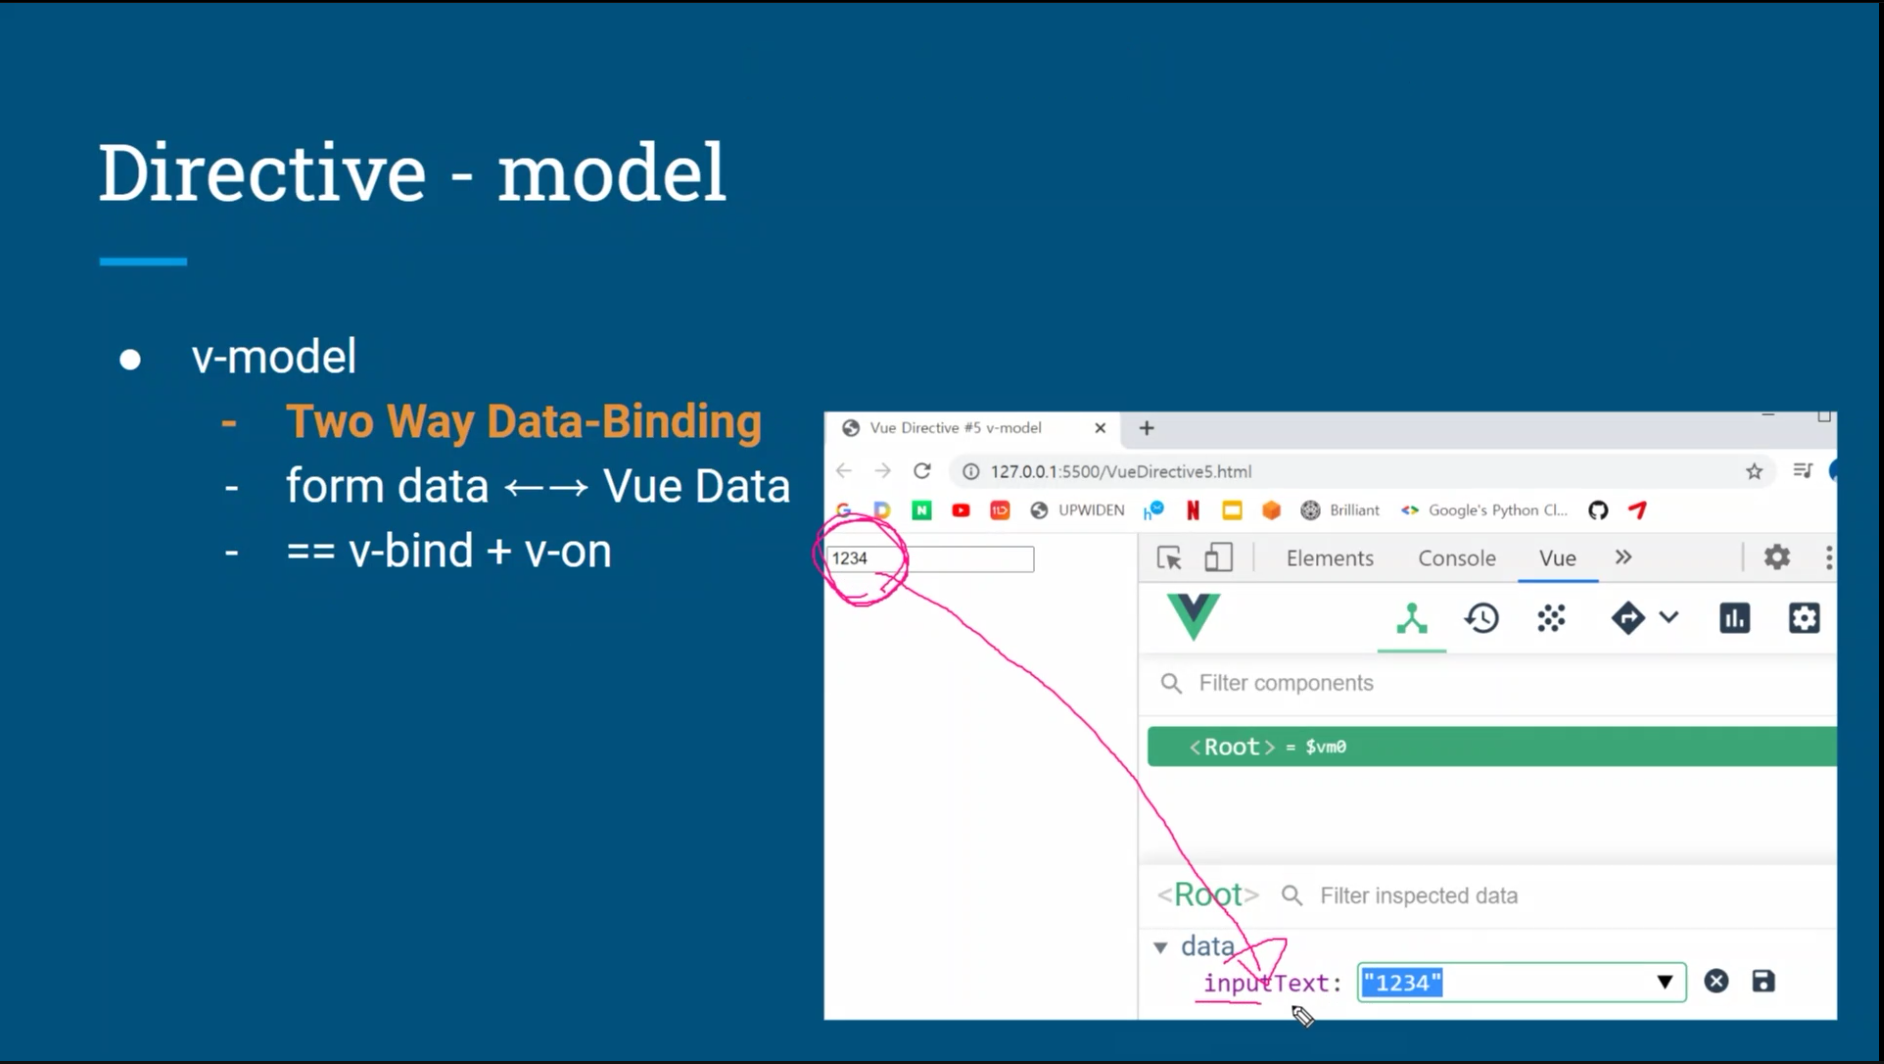 Directive - model
● v-model
- Two Way Data-Binding
- form data ←→ Vue Data
- == v-bind + v-on
Vue Directive #5 v-model
127.0.0.1:5500/VueDirective5.html
UPWIDEN
Brilliant
Google's Python Cl...
1234
Elements Console Vue
Filter components
<Root> = $vm0
<Root> Filter inspected data
data
inputText: "1234"